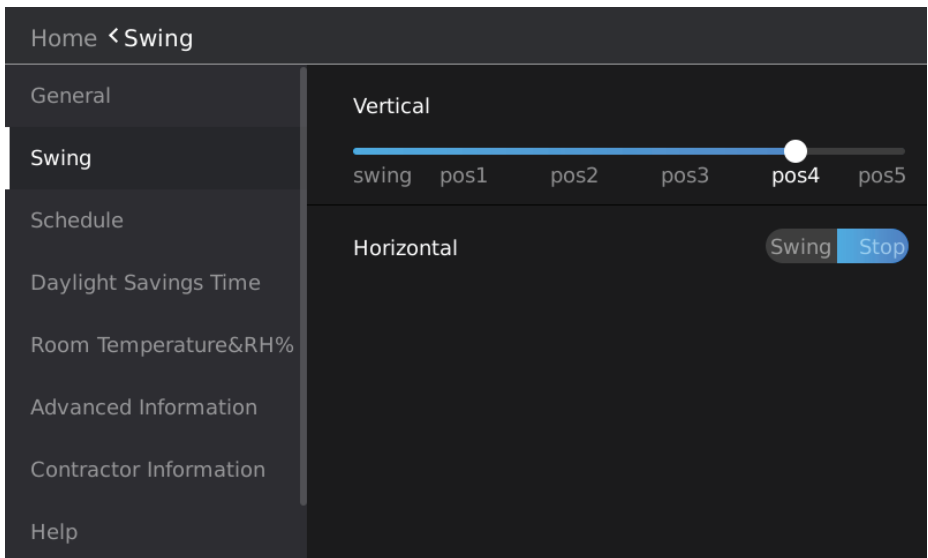 Home <Swing
General
Swing
Schedule
Daylight Savings Time
Room Temperature&RH%
Advanced Information
Contractor Information
Help
Vertical
swing pos1 pos2 pos3 pos4 pos5
Horizontal Swing Stop